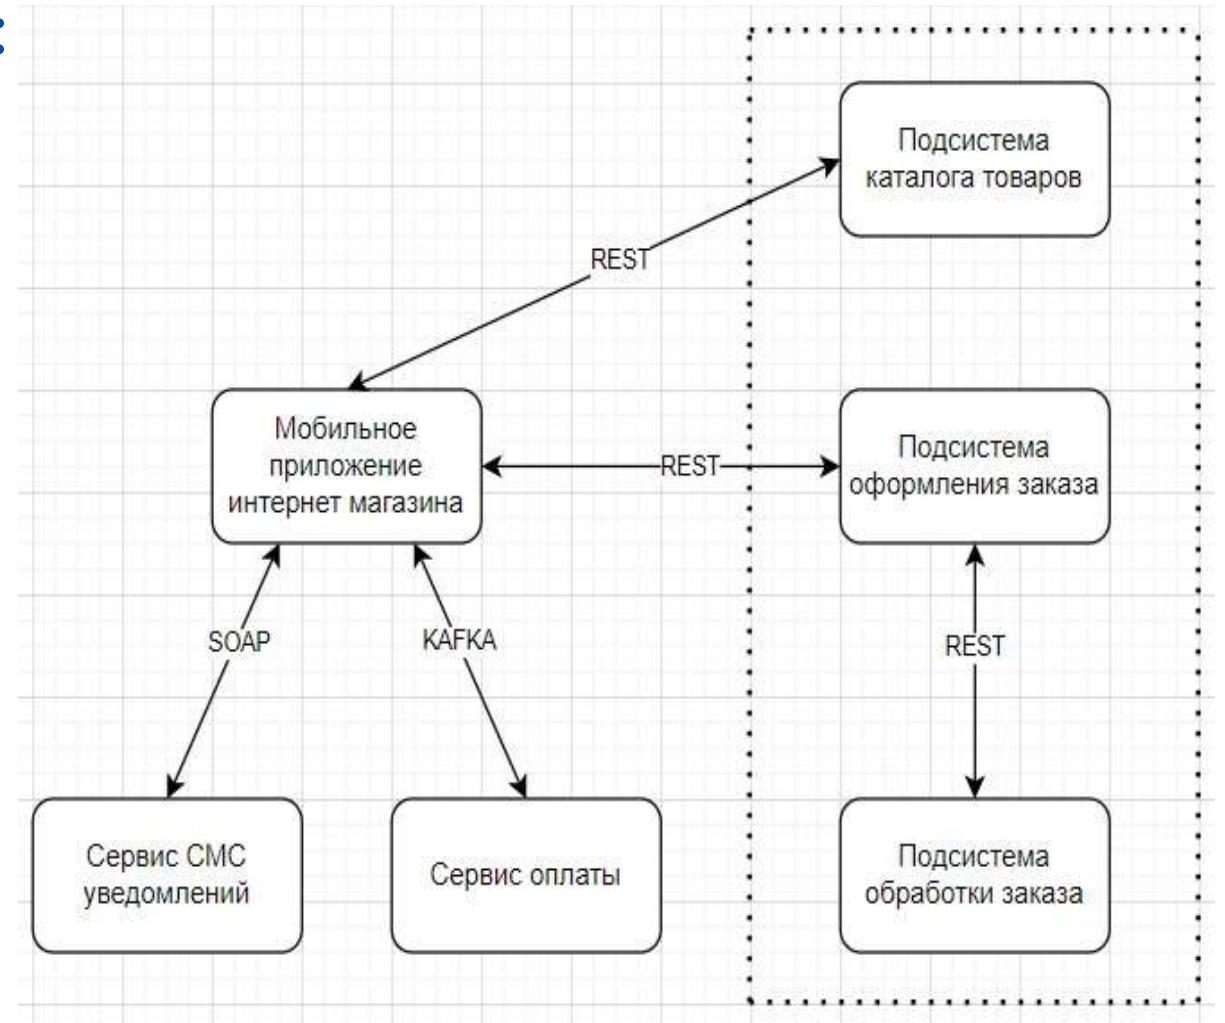 Подсистема
каталога товаров
REST
Мобильное
приложение
интернет магазина
REST
Подсистема
оформления заказа
SOAP
KAFKA
REST
Сервис СМС
уведомлений
Сервис оплаты
Подсистема
обработки заказа